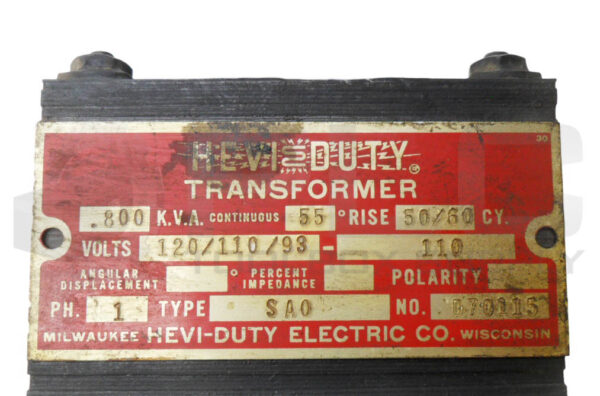 30
HEVI DUTY
TRANSFORMER
.800 K.V.A. CONTINUOUS 55 °RISE 50/60 CY.
VOLTS 120/110/93 - 110
ANGULAR DISPLACEMENT ° PERCENT IMPEDANCE POLARITY
PH. 1 TYPE SAO NO.
MILWAUKEE HEVI-DUTY ELECTRIC CO. WISCONSIN